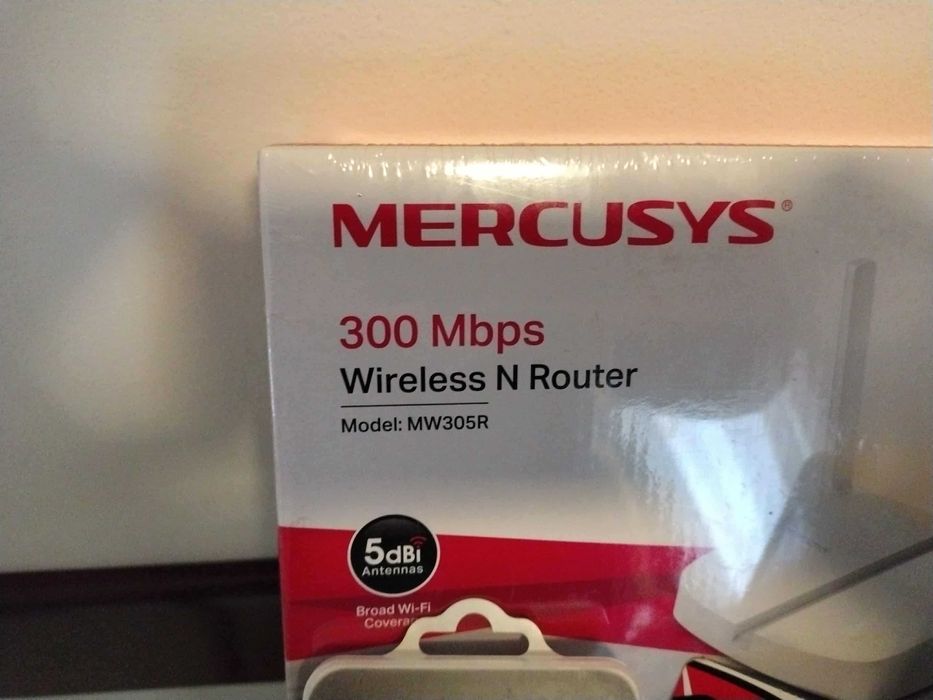 MERCUSYS®
300 Mbps
Wireless N Router
Model: MW305R
5dBi
Antennas
Broad Wi-Fi